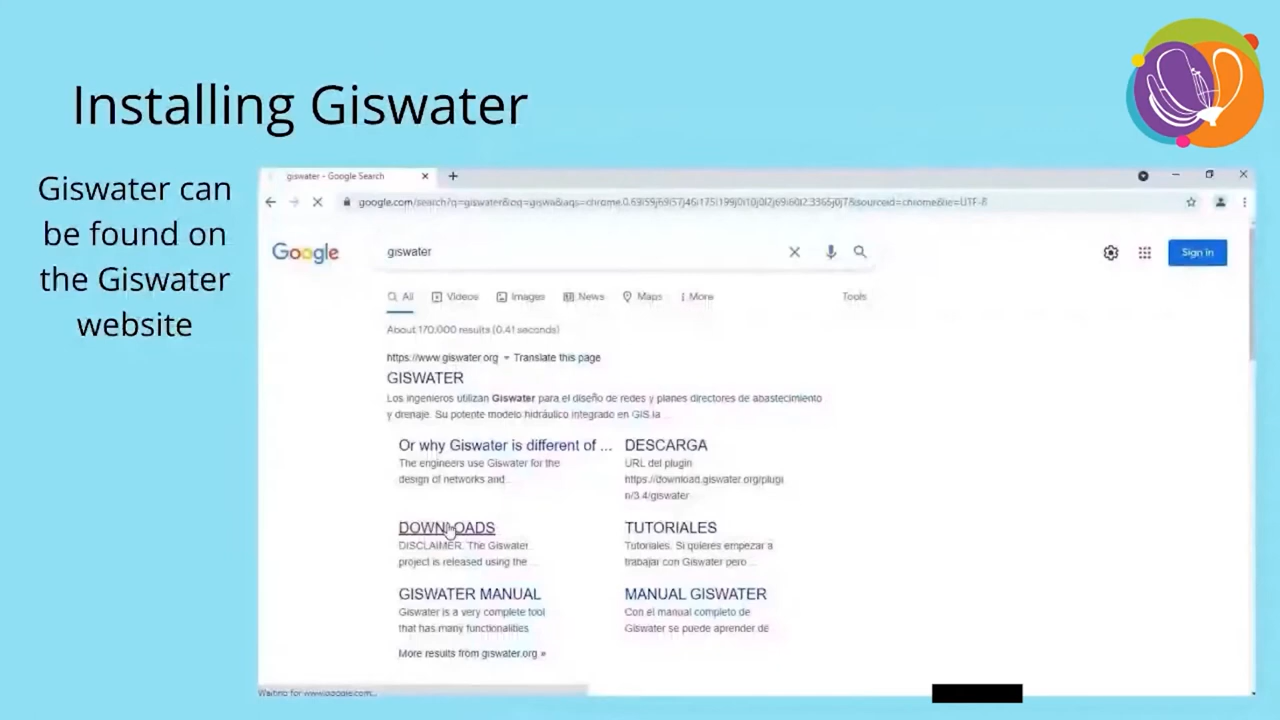 Installing Giswater
Giswater can
be found on
the Giswater
website
giswater - Google Search
Google
giswater
Sign in
All
Videos
Images
News
Maps
More
Tools
About 170,000 results (0.41 seconds)
https://www.giswater.org
Translate this page
GISWATER
Los ingenieros utilizan Giswater para el diseño de redes y planes directores de abastecimiento
y drenaje. Su potente modelo hidráulico integrado en GIS la ...
Or why Giswater is different of ...
The engineers use Giswater for the
design of networks and...
DESCARGA
URL del plugin
https://download.giswater.org/plugi
n/3.4/giswater...
DOWNLOADS
DISCLAIMER. The Giswater
project is released using the ...
TUTORIALES
Tutoriales. Si quieres empezar a
trabajar con Giswater pero ...
GISWATER MANUAL
Giswater is a very complete tool
that has many functionalities
MANUAL GISWATER
Con el manual completo de
Giswater se puede aprender de
More results from giswater.org »
Waiting for www.google.com...